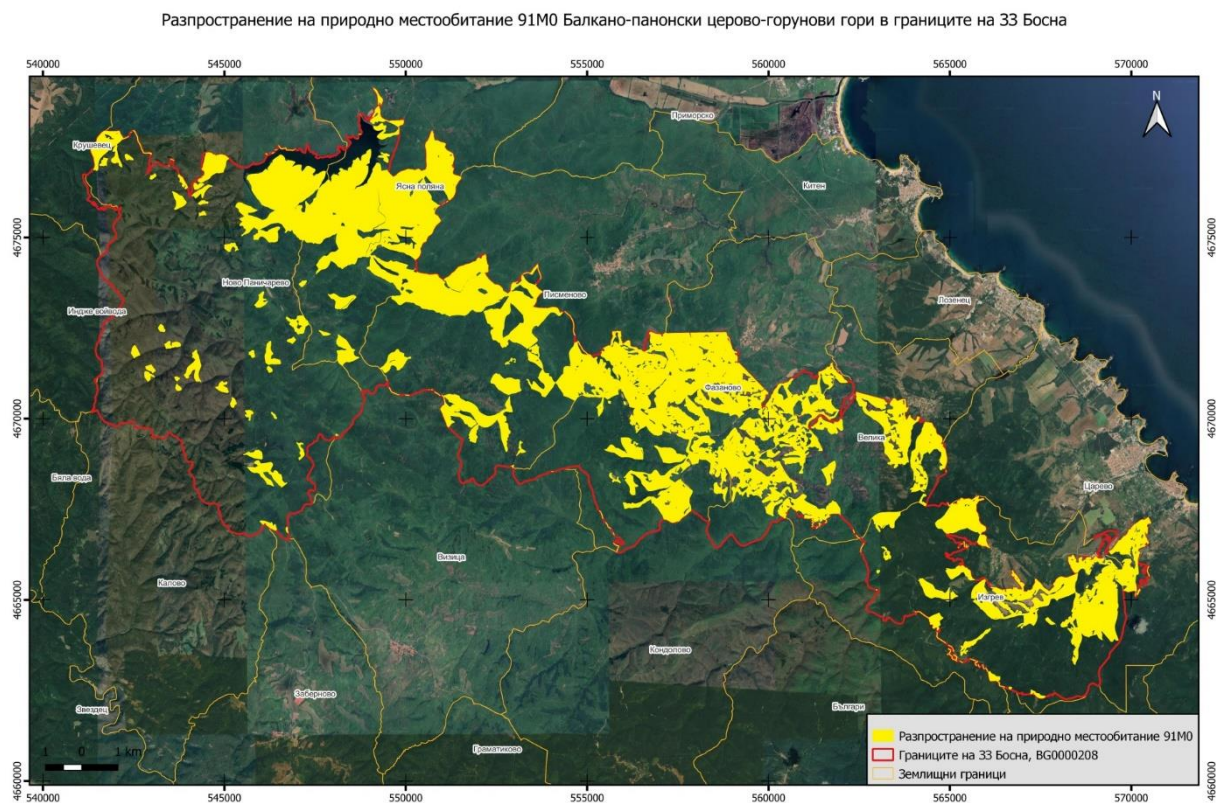 Разпространение на природно местообитание 91М0 Балкано-панонски церово-горунови гори в границите на ЗЗ Босна
540000 545000 550000 555000 560000 565000 570000
N
Приморско
Крушевец
Ясна поляна
Китен
4675000 4675000
Ново Паничарево
Писменово
Лозенец
Индже войвода
Фазаново
4670000 4670000
Велика
Бяла вода
Царево
Визица
Калово
Изгрев
4665000 4665000
Кондолово
Заберново
Звездец
Българи
Граматиково
1 0 1 km
Разпространение на природно местообитание 91М0
Границите на ЗЗ Босна, BG0000208
Землищни граници
4660000 4660000
540000 545000 550000 555000 560000 565000 570000